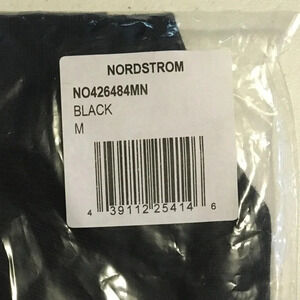 NORDSTROM
NO426484MN
BLACK
M
4 39112 25414 6